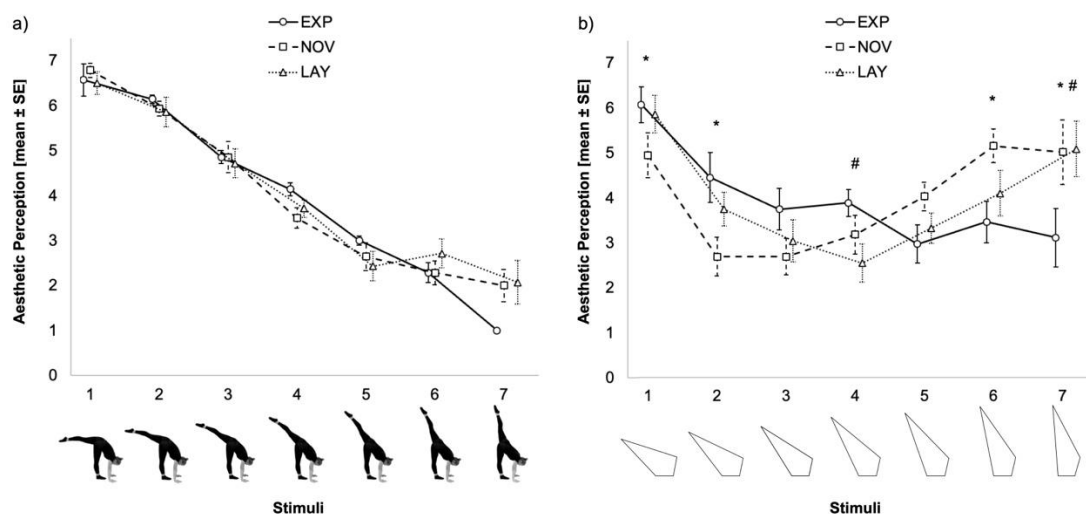 a)
EXP
NOV
LAY
Aesthetic Perception [mean ± SE]
7
6
5
4
3
2
1
0
1 2 3 4 5 6 7
Stimuli
b)
EXP
NOV
LAY
Aesthetic Perception [mean ± SE]
7
6
5
4
3
2
1
0
* * # * * #
1 2 3 4 5 6 7
Stimuli